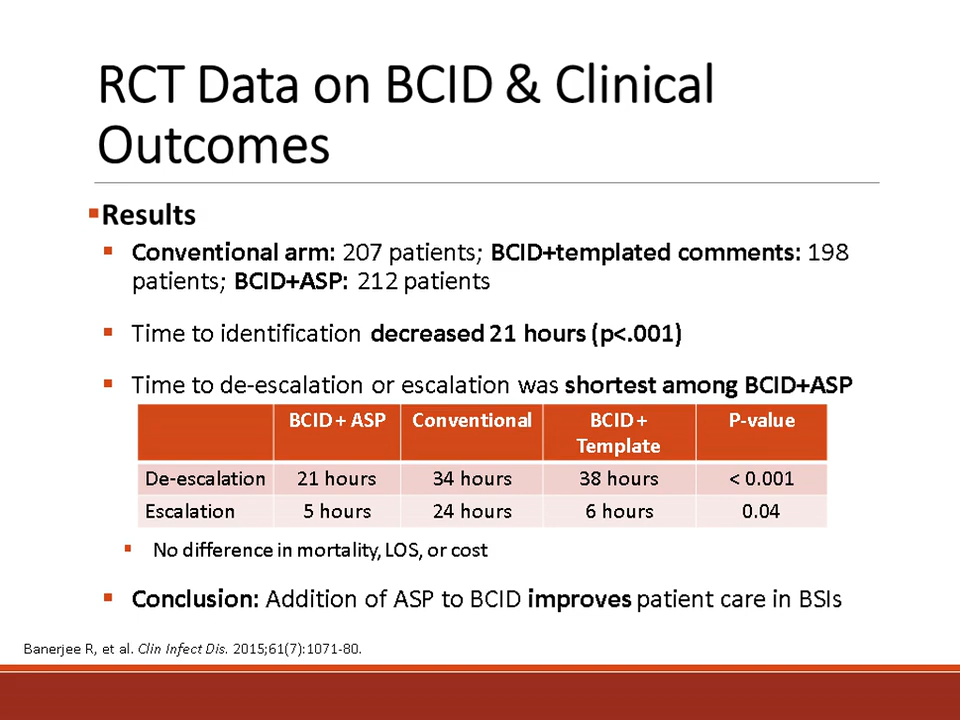 RCT Data on BCID & Clinical
Outcomes
Results
Conventional arm: 207 patients; BCID+templated comments: 198
patients; BCID+ASP: 212 patients
Time to identification decreased 21 hours (p<.001)
Time to de-escalation or escalation was shortest among BCID+ASP
BCID + ASP Conventional BCID + Template P-value
De-escalation 21 hours 34 hours 38 hours < 0.001
Escalation 5 hours 24 hours 6 hours 0.04
No difference in mortality, LOS, or cost
Conclusion: Addition of ASP to BCID improves patient care in BSIs
Banerjee R, et al. Clin Infect Dis. 2015;61(7):1071-80.